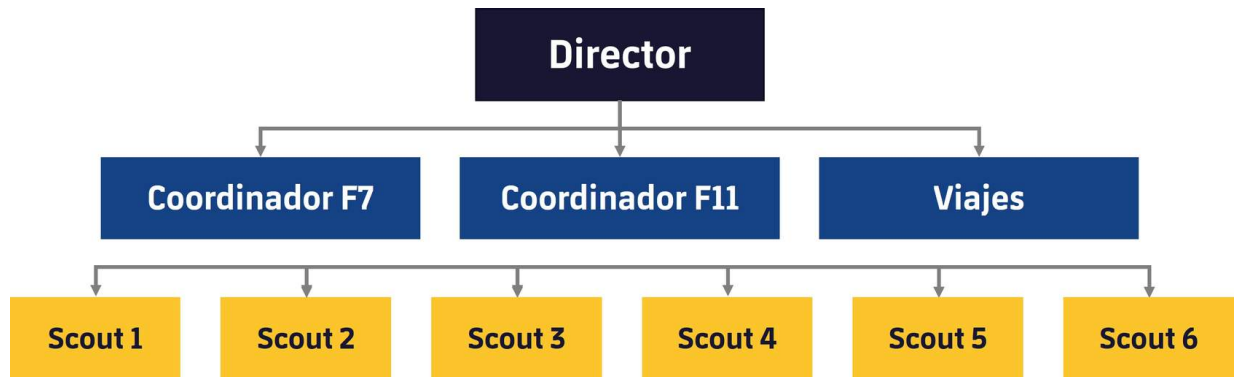 Director
Coordinador F7
Coordinador F11
Viajes
Scout 1
Scout 2
Scout 3
Scout 4
Scout 5
Scout 6